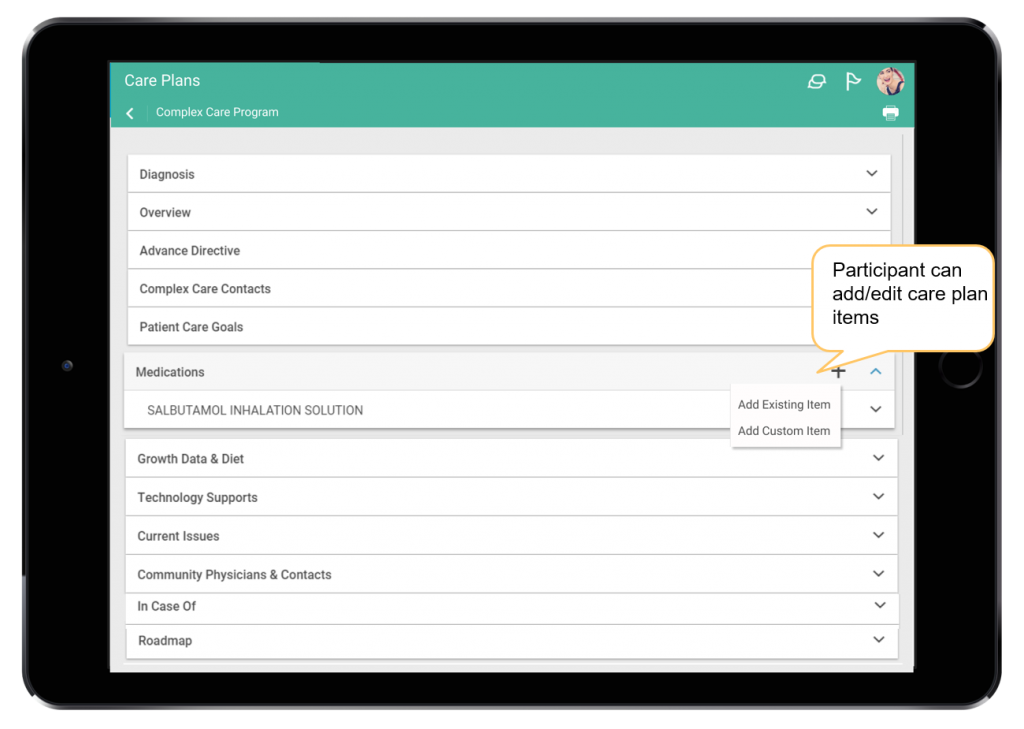 Care Plans
Complex Care Program
Diagnosis
Overview
Advance Directive
Complex Care Contacts
Patient Care Goals
Participant can
add/edit care plan
items
Medications
SALBUTAMOL INHALATION SOLUTION
Add Existing Item
Add Custom Item
Growth Data & Diet
Technology Supports
Current Issues
Community Physicians & Contacts
In Case Of
Roadmap